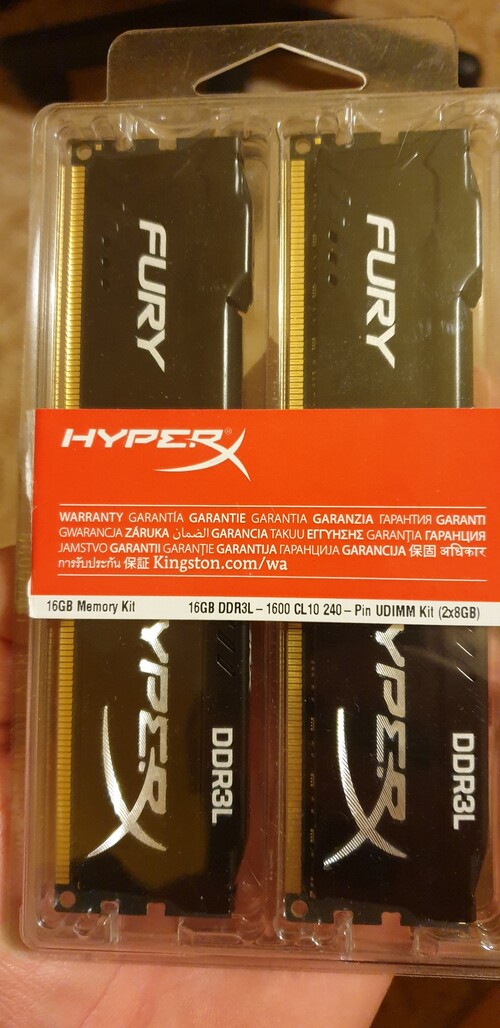 FURY
FURY
HYPERX®
WARRANTY GARANTÍA GARANTIE GARANTIA GARANZIA ГАРАНТИЯ GARANTI
GWARANCJA ZÁRUKA الضمان GARANCIA TAKUU ΕΓΓΥΗΣΗΣ GARANŢIA ГАРАНЦИЯ
JAMSTVO GARANTII GARANŢIE GARANTIJA ГАРАНЦИЈА GARANCIJA 保固 अधिकार
การรับประกัน 保証 Kingston.com/wa
16GB Memory Kit 16GB DDR3L – 1600 CL10 240 – Pin UDIMM Kit (2x8GB)
HYPERX
DDR3L
HYPERX
DDR3L